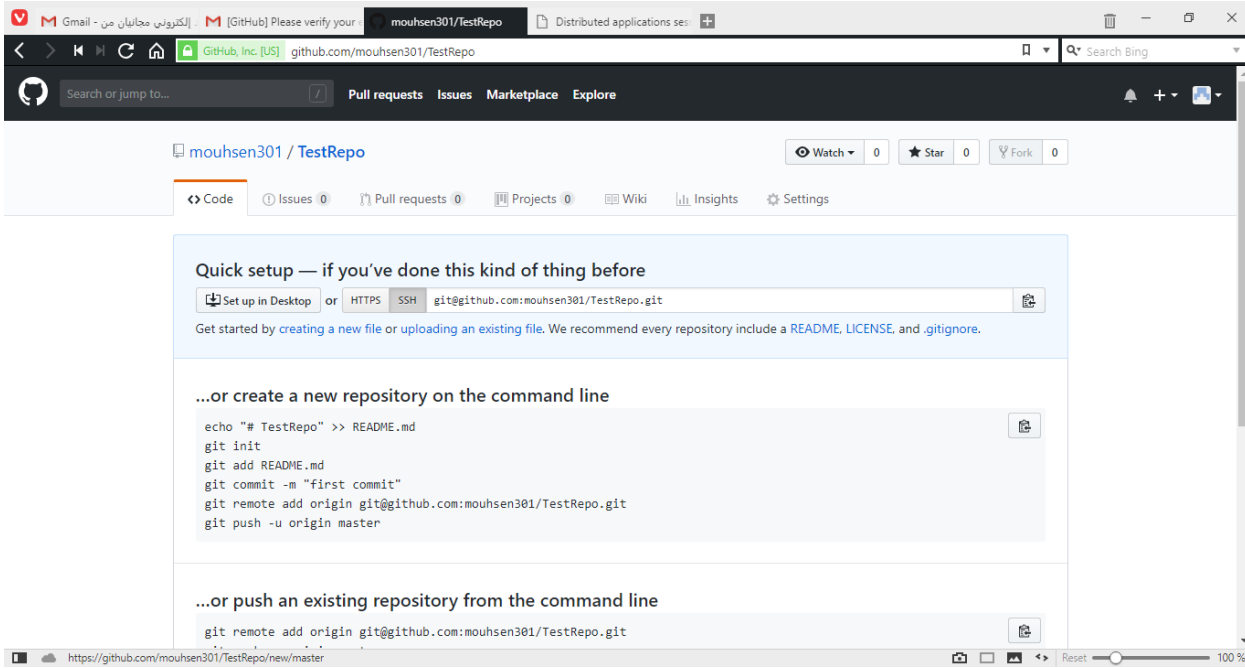 Gmail - إلكتروني مجانيان من
[GitHub] Please verify your
mouhsen301/TestRepo
Distributed applications ses
GitHub, Inc. [US] github.com/mouhsen301/TestRepo
Search Bing
Search or jump to... /
Pull requests Issues Marketplace Explore
mouhsen301 / TestRepo
Watch 0 Star 0 Fork 0
Code Issues 0 Pull requests 0 Projects 0 Wiki Insights Settings
Quick setup — if you've done this kind of thing before
Set up in Desktop or HTTPS SSH git@github.com:mouhsen301/TestRepo.git
Get started by creating a new file or uploading an existing file. We recommend every repository include a README, LICENSE, and .gitignore.
...or create a new repository on the command line
echo "# TestRepo" >> README.md
git init
git add README.md
git commit -m "first commit"
git remote add origin git@github.com:mouhsen301/TestRepo.git
git push -u origin master
...or push an existing repository from the command line
git remote add origin git@github.com:mouhsen301/TestRepo.git
https://github.com/mouhsen301/TestRepo/new/master
Reset 100 %